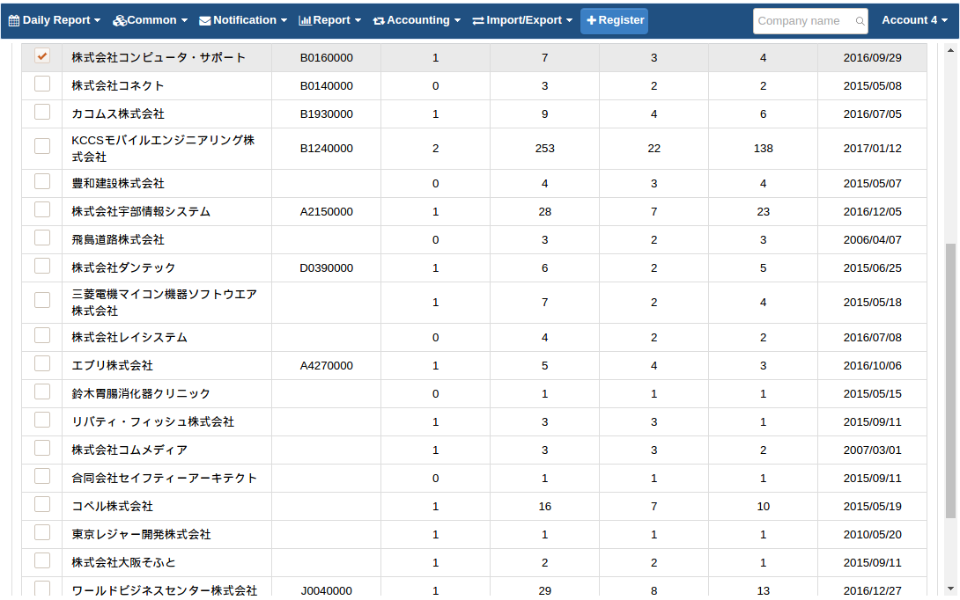 Daily Report Common Notification Report Accounting Import/Export Register Company name Account 4
株式会社コンピュータ・サポート B0160000 1 7 3 4 2016/09/29
株式会社コネクト B0140000 0 3 2 2 2015/05/08
カコムス株式会社 B1930000 1 9 4 6 2016/07/05
KCCSモバイルエンジニアリング株
式会社 B1240000 2 253 22 138 2017/01/12
豊和建設株式会社 0 4 3 4 2015/05/07
株式会社宇部情報システム A2150000 1 28 7 23 2016/12/05
飛島道路株式会社 0 3 2 3 2006/04/07
株式会社ダンテック D0390000 1 6 2 5 2015/06/25
三菱電機マイコン機器ソフトウエア
株式会社 1 7 2 4 2015/05/18
株式会社レイシステム 0 4 2 2 2016/07/08
エプリ株式会社 A4270000 1 5 4 3 2016/10/06
鈴木胃腸消化器クリニック 0 1 1 1 2015/05/15
リバティ・フィッシュ株式会社 1 3 3 1 2015/09/11
株式会社コムメディア 1 3 3 2 2007/03/01
合同会社セイフティーアーキテクト 0 1 1 1 2015/09/11
コベル株式会社 1 16 7 10 2015/05/19
東京レジャー開発株式会社 1 1 1 1 2010/05/20
株式会社大阪そふと 1 2 2 1 2015/09/11
ワールドビジネスセンター株式会社 J0040000 1 29 8 13 2016/12/27